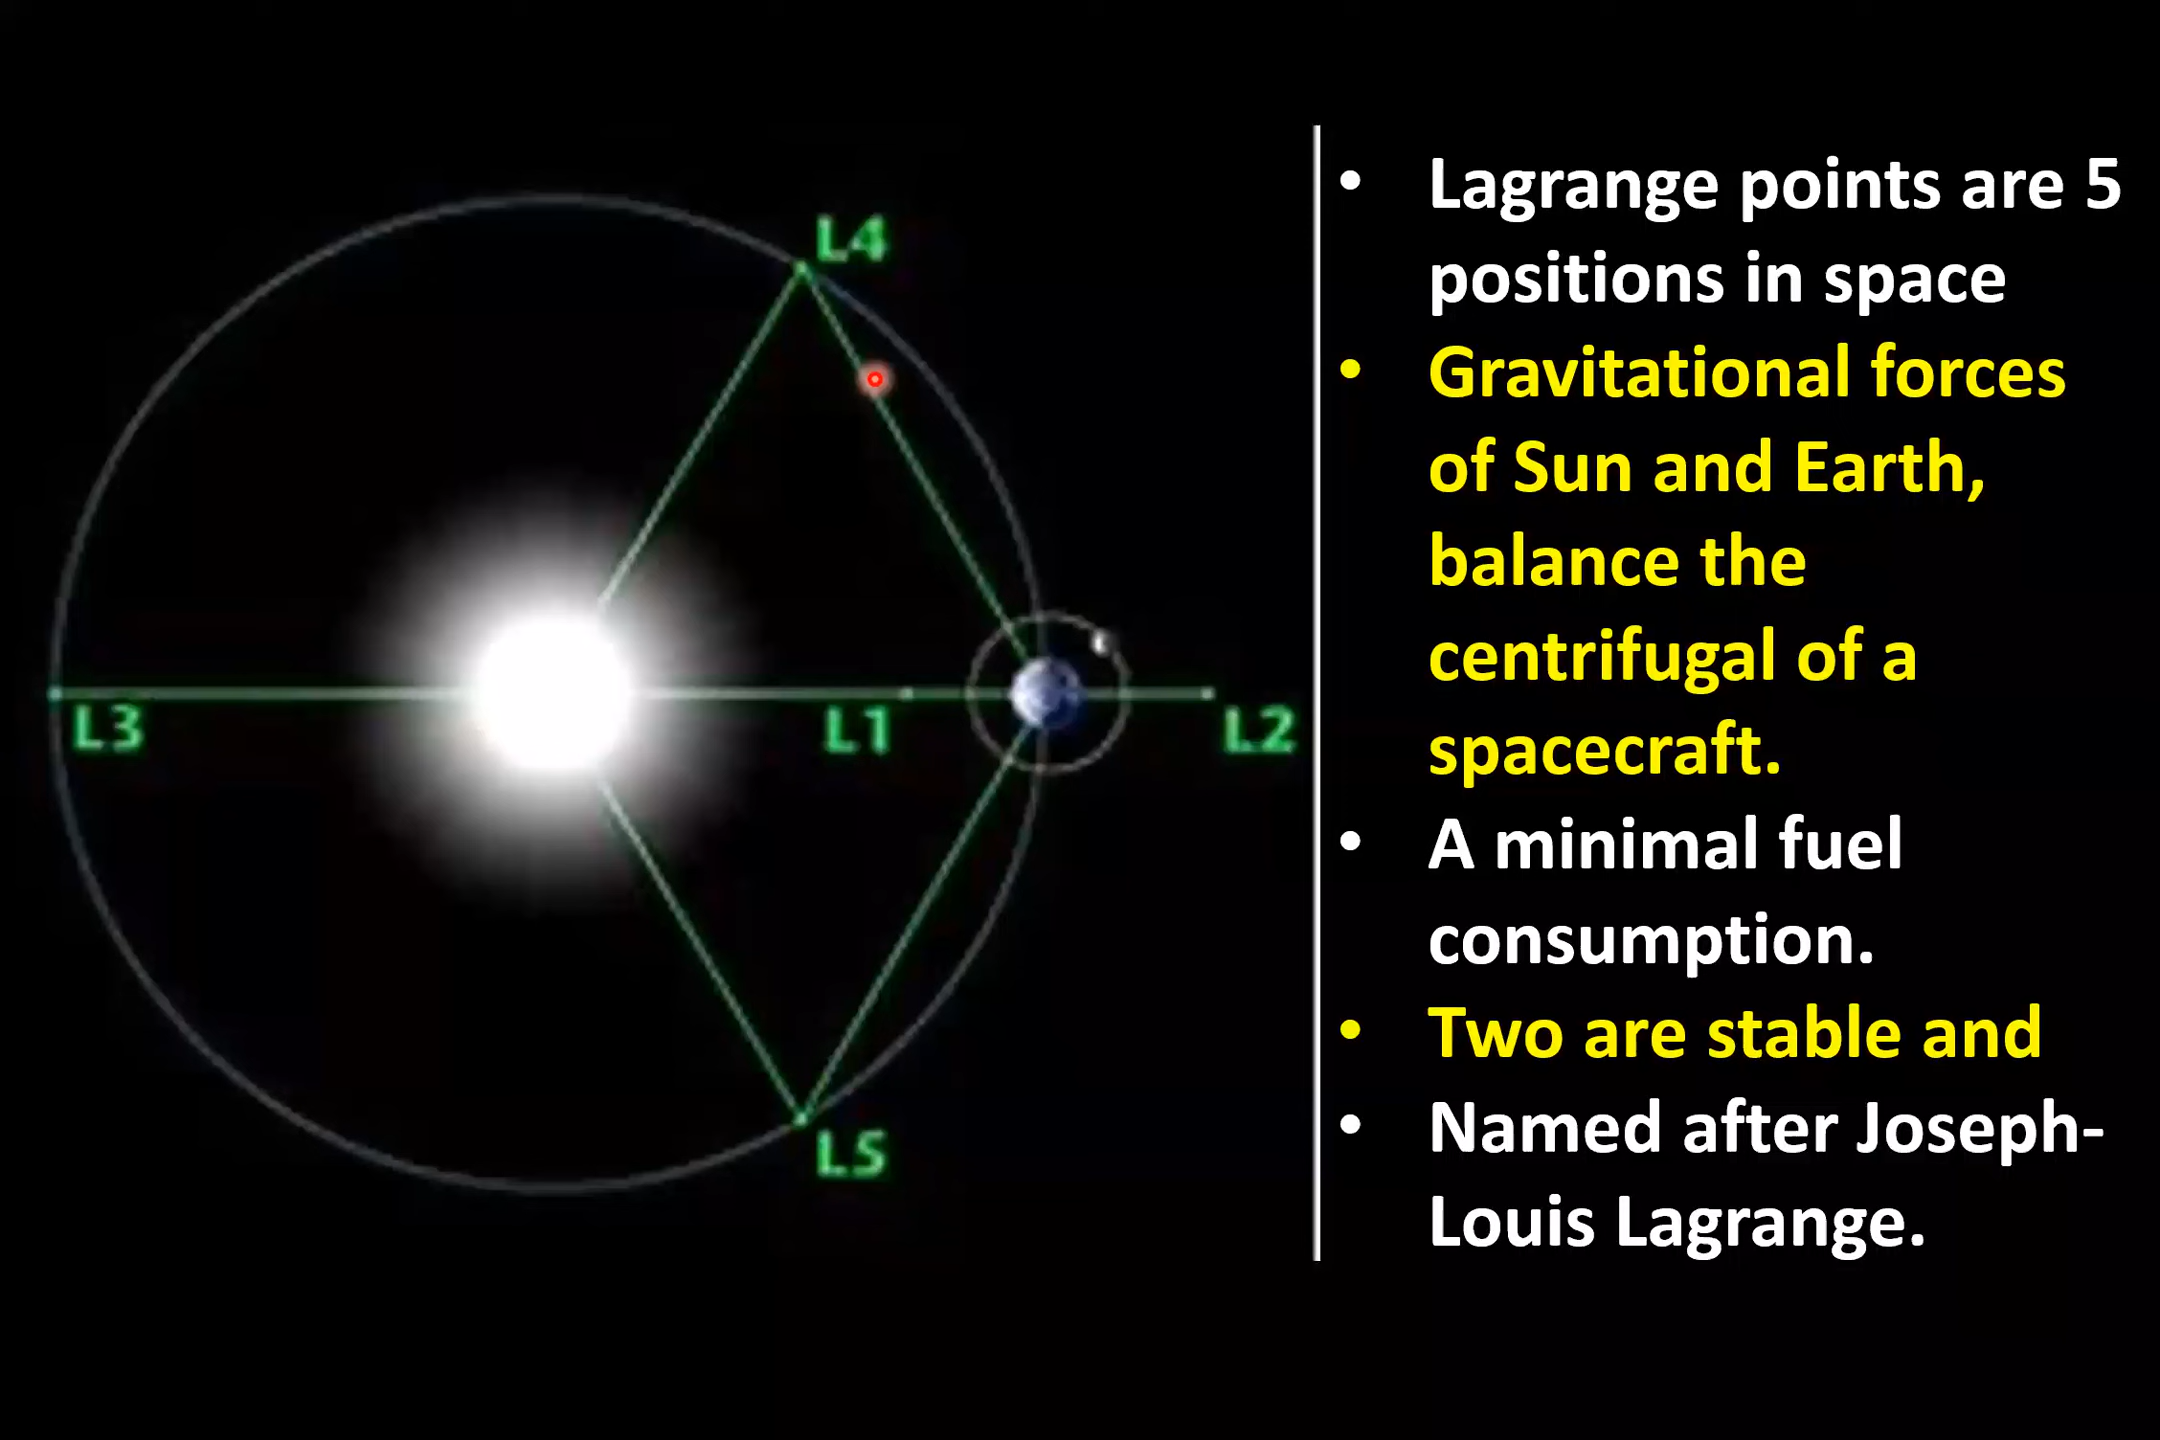 L4
L3
L1
L2
L5
• Lagrange points are 5
positions in space
• Gravitational forces
of Sun and Earth,
balance the
centrifugal of a
spacecraft.
• A minimal fuel
consumption.
• Two are stable and
• Named after Joseph-
Louis Lagrange.